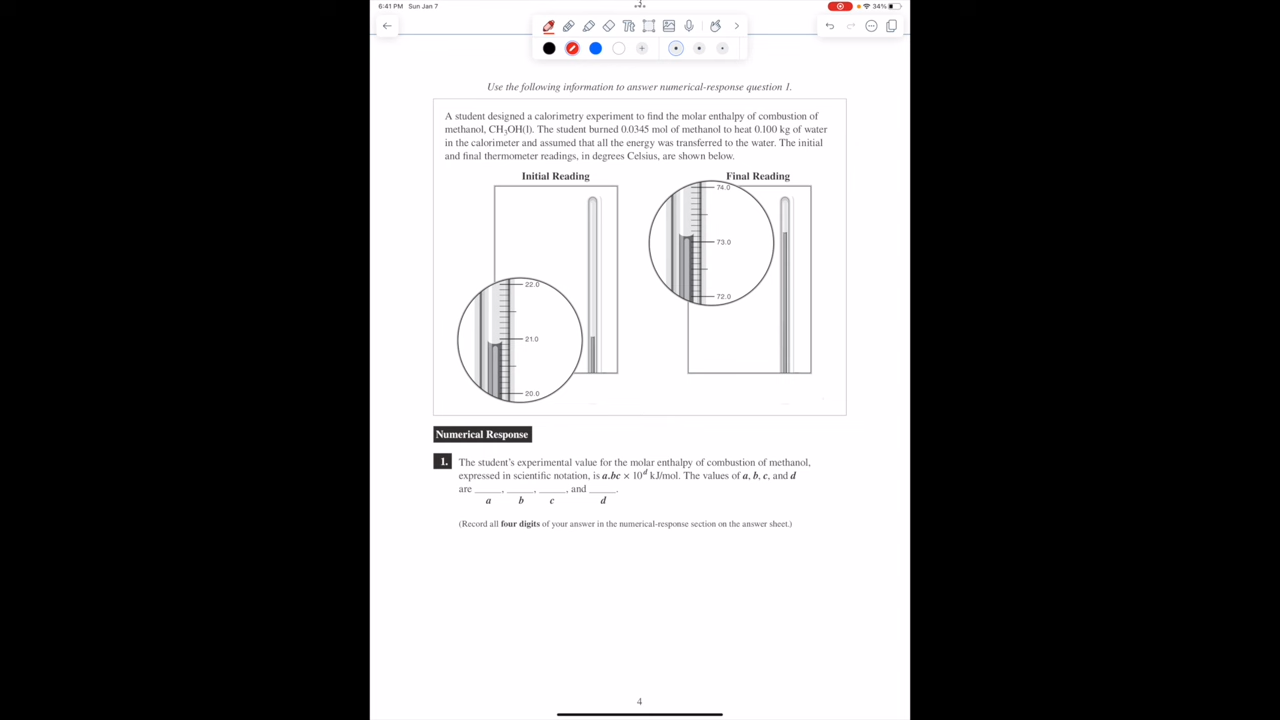 6:41 PM Sun Jan 7
34%
Use the following information to answer numerical-response question 1.
A student designed a calorimetry experiment to find the molar enthalpy of combustion of
methanol, CH3OH(l). The student burned 0.0345 mol of methanol to heat 0.100 kg of water
in the calorimeter and assumed that all the energy was transferred to the water. The initial
and final thermometer readings, in degrees Celsius, are shown below.
Initial Reading
22.0
21.0
20.0
Final Reading
74.0
73.0
72.0
Numerical Response
1. The student's experimental value for the molar enthalpy of combustion of methanol,
expressed in scientific notation, is a.bc × 10^d kJ/mol. The values of a, b, c, and d
are ____, ____, ____, and ____.
a b c d
(Record all four digits of your answer in the numerical-response section on the answer sheet.)
4